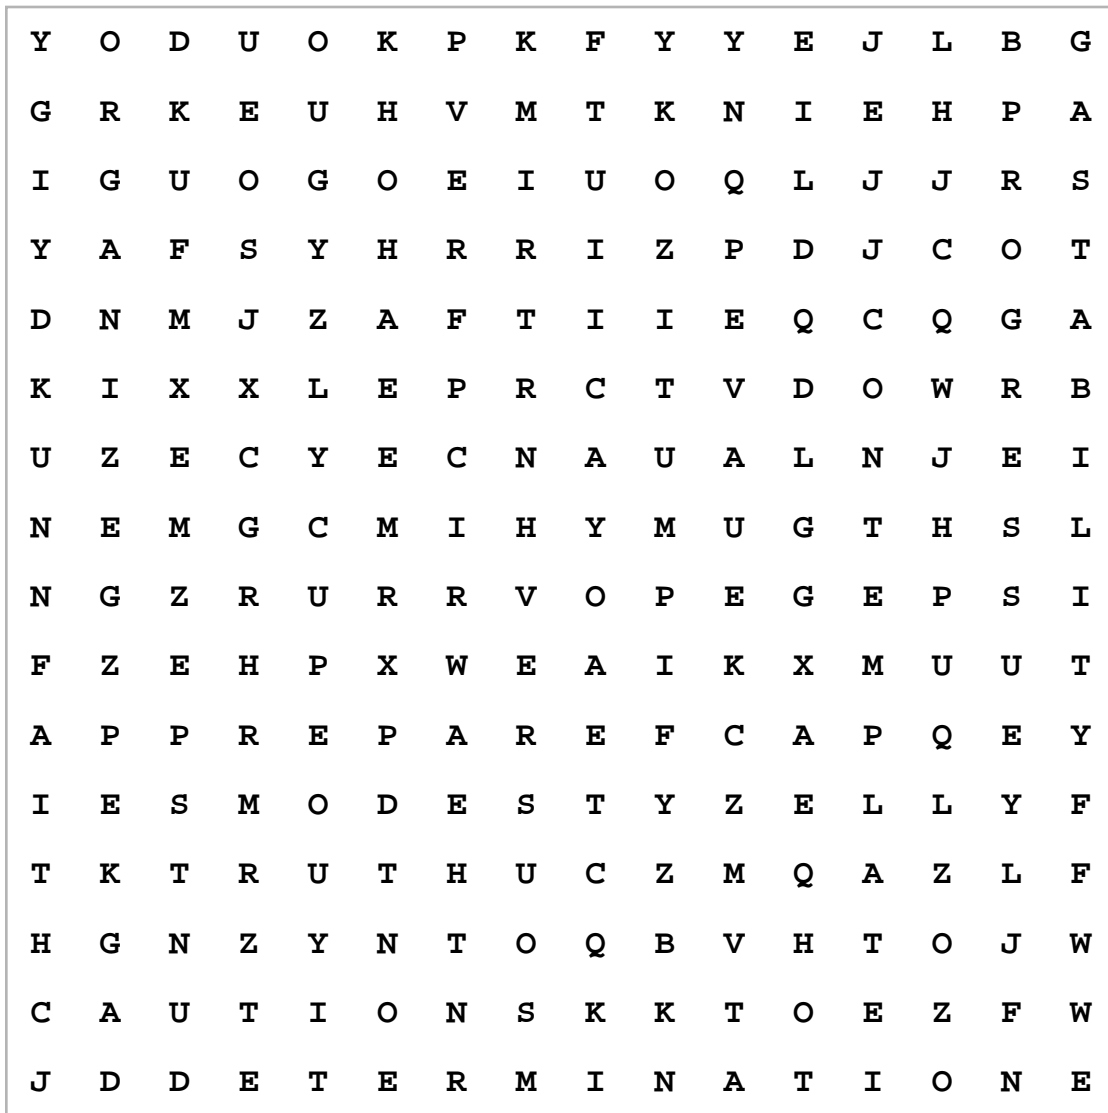 Y O D U O K P K F Y Y E J L B G
G R K E U H V M T K N I E H P A
I G U O G O E I U O Q L J J R S
Y A F S Y H R R I Z P D J C O T
D N M J Z A F T I I E Q C Q G A
K I X X L E P R C T V D O W R B
U Z E C Y E C N A U A L N J E I
N E M G C M I H Y M U G T H S L
N G Z R U R R V O P E G E P S I
F Z E H P X W E A I K X M U U T
A P P R E P A R E F C A P Q E Y
I E S M O D E S T Y Z E L L Y F
T K T R U T H U C Z M Q A Z L F
H G N Z Y N T O Q B V H T O J W
C A U T I O N S K K T O E Z F W
J D D E T E R M I N A T I O N E